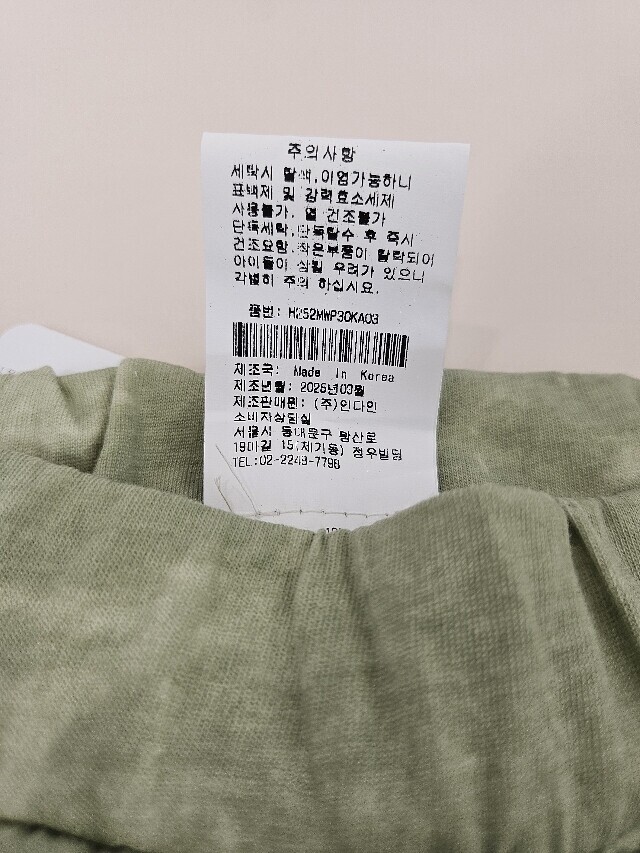 주의사항
세탁시 탈색,이염가능하니
표백제 및 강력효소세제
사용불가, 열 건조불가
단독세탁,단독탈수 후 즉시
건조요함.작은부품이 탈락되어
아이들이 삼킬 우려가 있으니
각별히 주의 하십시요.
품번: H252MWP30KA03
제조국: Made in Korea
제조년월: 2025년03월
제조판매원: (주)인다인
소비자상담실
서울시 동대문구 왕산로
19마길 15(제기동) 정우빌딩
TEL:02-2249-7798